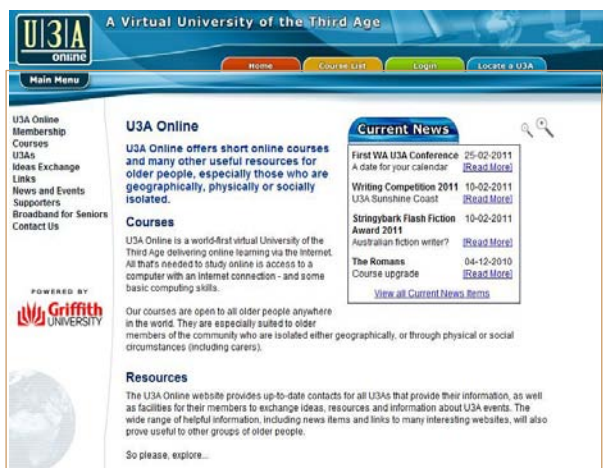 U3A
online
A Virtual University of the Third Age
Home
Course List
Login
Locate a U3A
Main Menu
U3A Online
Membership
Courses
U3As
Ideas Exchange
Links
News and Events
Supporters
Broadband for Seniors
Contact Us
POWERED BY
Griffith
UNIVERSITY
U3A Online
U3A Online offers short online courses
and many other useful resources for
older people, especially those who are
geographically, physically or socially
isolated.
Courses
U3A Online is a world-first virtual University of the
Third Age delivering online learning via the Internet.
All that's needed to study online is access to a
computer with an Internet connection - and some
basic computing skills.
Our courses are open to all older people anywhere
in the world. They are especially suited to older
members of the community who are isolated either geographically, or through physical or social
circumstances (including carers).
Current News
First WA U3A Conference 25-02-2011
A date for your calendar [Read More]
Writing Competition 2011 10-02-2011
U3A Sunshine Coast [Read More]
Stringybark Flash Fiction 10-02-2011
Award 2011
Australian fiction writer? [Read More]
The Romans 04-12-2010
Course upgrade [Read More]
View all Current News Items
Resources
The U3A Online website provides up-to-date contacts for all U3As that provide their information, as well
as facilities for their members to exchange ideas, resources and information about U3A events. The
wide range of helpful information, including news items and links to many interesting websites, will also
prove useful to other groups of older people.
So please, explore...